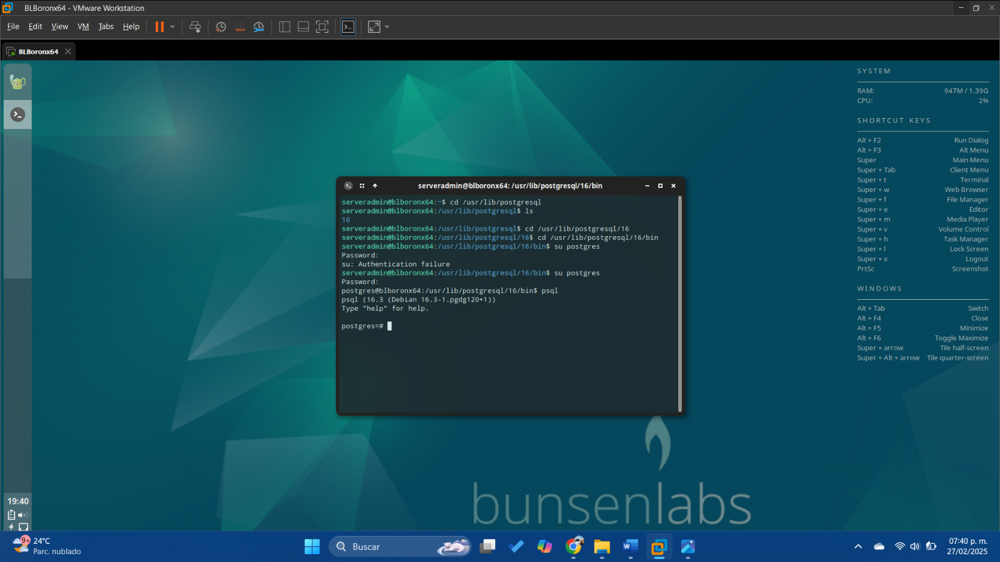 BLBoronx64 - VMware Workstation
File Edit View VM Tabs Help
BLBoronx64
SYSTEM
RAM: 947M / 1.39G
CPU: 2%
SHORTCUT KEYS
Alt + F2 Run Dialog
Alt + F3 Alt Menu
Super Main Menu
Super + Tab Client Menu
Super + t Terminal
Super + w Web Browser
Super + f File Manager
Super + e Editor
Super + m Media Player
Super + v Volume Control
Super + h Task Manager
Super + l Lock Screen
Super + x Logout
PrtSc Screenshot
WINDOWS
Alt + Tab Switch
Alt + F4 Close
Alt + F5 Minimize
Alt + F6 Toggle Maximize
Super + arrow Tile half-screen
Super + Alt + arrow Tile quarter-screen
serveradmin@blboronx64: /usr/lib/postgresql/16/bin
serveradmin@blboronx64:~$ cd /usr/lib/postgresql
serveradmin@blboronx64:/usr/lib/postgresql$ ls
16
serveradmin@blboronx64:/usr/lib/postgresql$ cd /usr/lib/postgresql/16
serveradmin@blboronx64:/usr/lib/postgresql/16$ cd /usr/lib/postgresql/16/bin
serveradmin@blboronx64:/usr/lib/postgresql/16/bin$ su postgres
Password:
su: Authentication failure
serveradmin@blboronx64:/usr/lib/postgresql/16/bin$ su postgres
Password:
postgres@blboronx64:/usr/lib/postgresql/16/bin$ psql
psql (16.3 (Debian 16.3-1.pgdg120+1))
Type "help" for help.
postgres=#
bunsenlabs
19:40
9+
24°C
Parc. nublado
Buscar
W
07:40 p. m.
27/02/2025